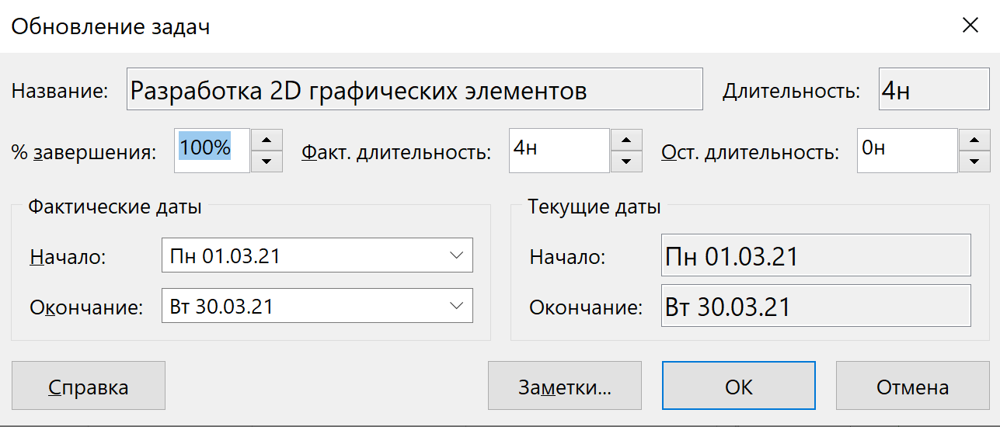 Обновление задач
Название: Разработка 2D графических элементов Длительность: 4н
% завершения: 100% Факт. длительность: 4н Ост. длительность: 0н
Фактические даты Текущие даты
Начало: Пн 01.03.21 Начало: Пн 01.03.21
Окончание: Вт 30.03.21 Окончание: Вт 30.03.21
Справка Заметки... ОК Отмена